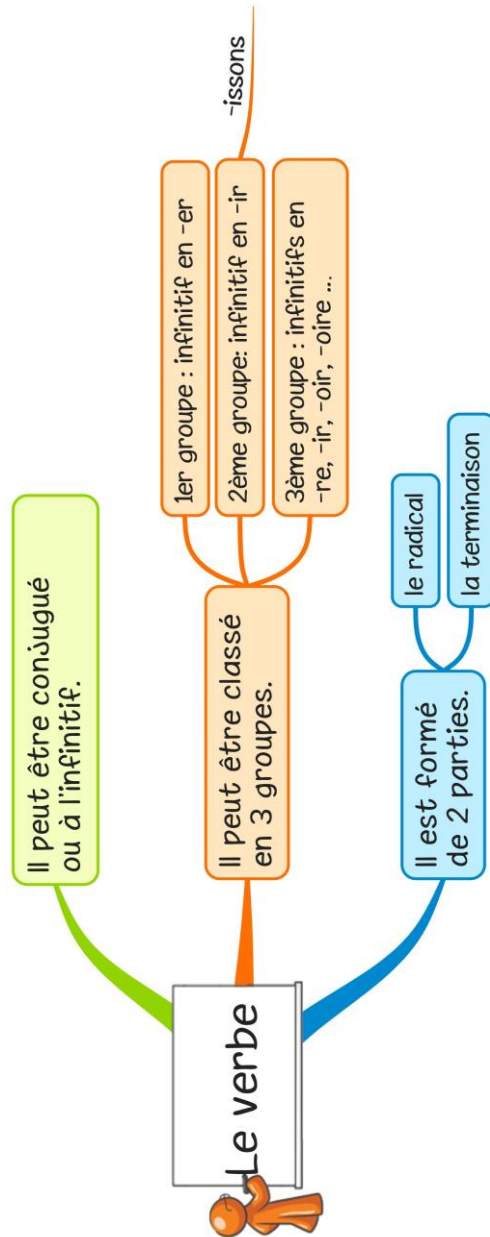 Le verbe
Il peut être conjugué
ou à l'infinitif.
Il peut être classé
en 3 groupes.
1er groupe : infinitif en -er
2ème groupe: infinitif en -ir
-issons
3ème groupe : infinitifs en
-re, -ir, -oir, -oire ...
Il est formé
de 2 parties.
le radical
la terminaison